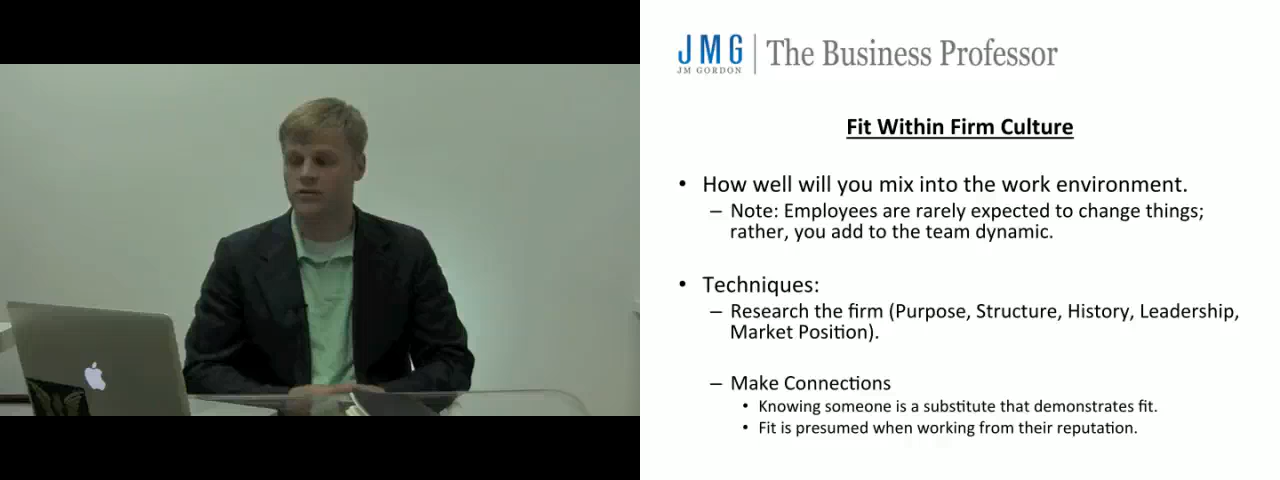 JMG
JM GORDON
The Business Professor
Fit Within Firm Culture
• How well will you mix into the work environment.
– Note: Employees are rarely expected to change things;
rather, you add to the team dynamic.
• Techniques:
– Research the firm (Purpose, Structure, History, Leadership,
Market Position).
– Make Connections
• Knowing someone is a substitute that demonstrates fit.
• Fit is presumed when working from their reputation.